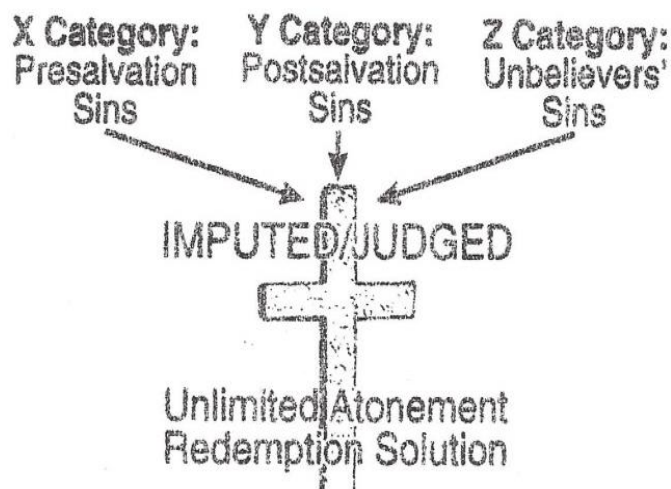 X Category:
Presalvation
Sins
Y Category:
Postsalvation
Sins
Z Category:
Unbelievers'
Sins
IMPUTED/JUDGED
Unlimited Atonement
Redemption Solution